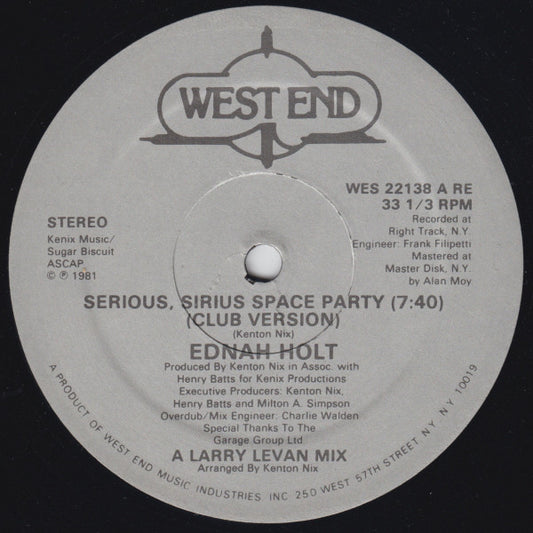 WEST END
WES 22138 A RE
33 1/3 RPM
Recorded at
Right Track, N.Y.
Engineer: Frank Filipetti
Mastered at
Master Disk, N.Y.
by Alan Moy
STEREO
Kenix Music/
Sugar Biscuit
ASCAP
© ℗ 1981
SERIOUS, SIRIUS SPACE PARTY (7:40)
(CLUB VERSION)
(Kenton Nix)
EDNAH HOLT
Produced By Kenton Nix in Assoc. with
Henry Batts for Kenix Productions
Executive Producers: Kenton Nix,
Henry Batts and Milton A. Simpson
Overdub/Mix Engineer: Charlie Walden
Special Thanks To The
Garage Group Ltd
A LARRY LEVAN MIX
Arranged By Kenton Nix
A PRODUCT OF WEST END MUSIC INDUSTRIES, INC 250 WEST 57TH STREET NY, NY 10019